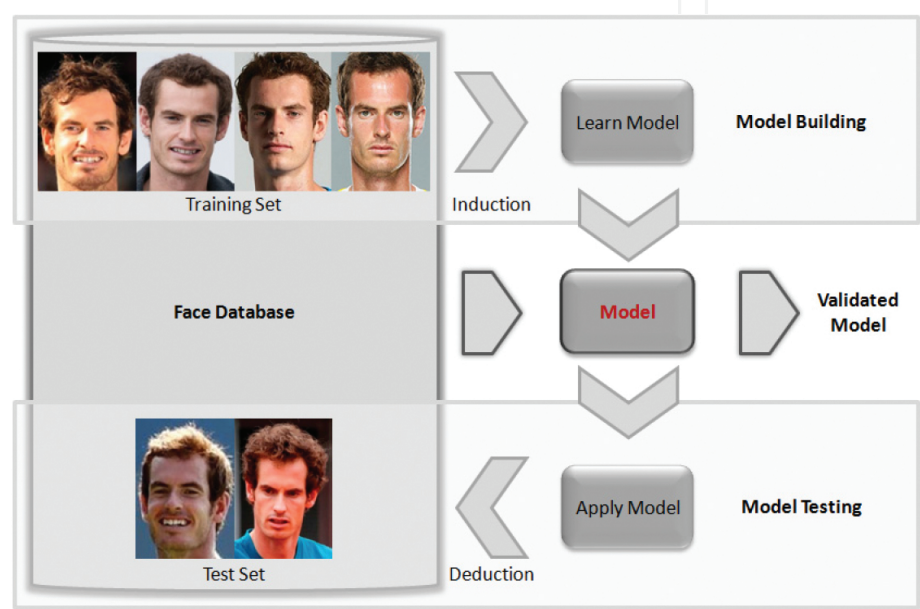 Learn Model
Model Building
Training Set
Induction
Face Database
Model
Validated
Model
Apply Model
Model Testing
Test Set
Deduction